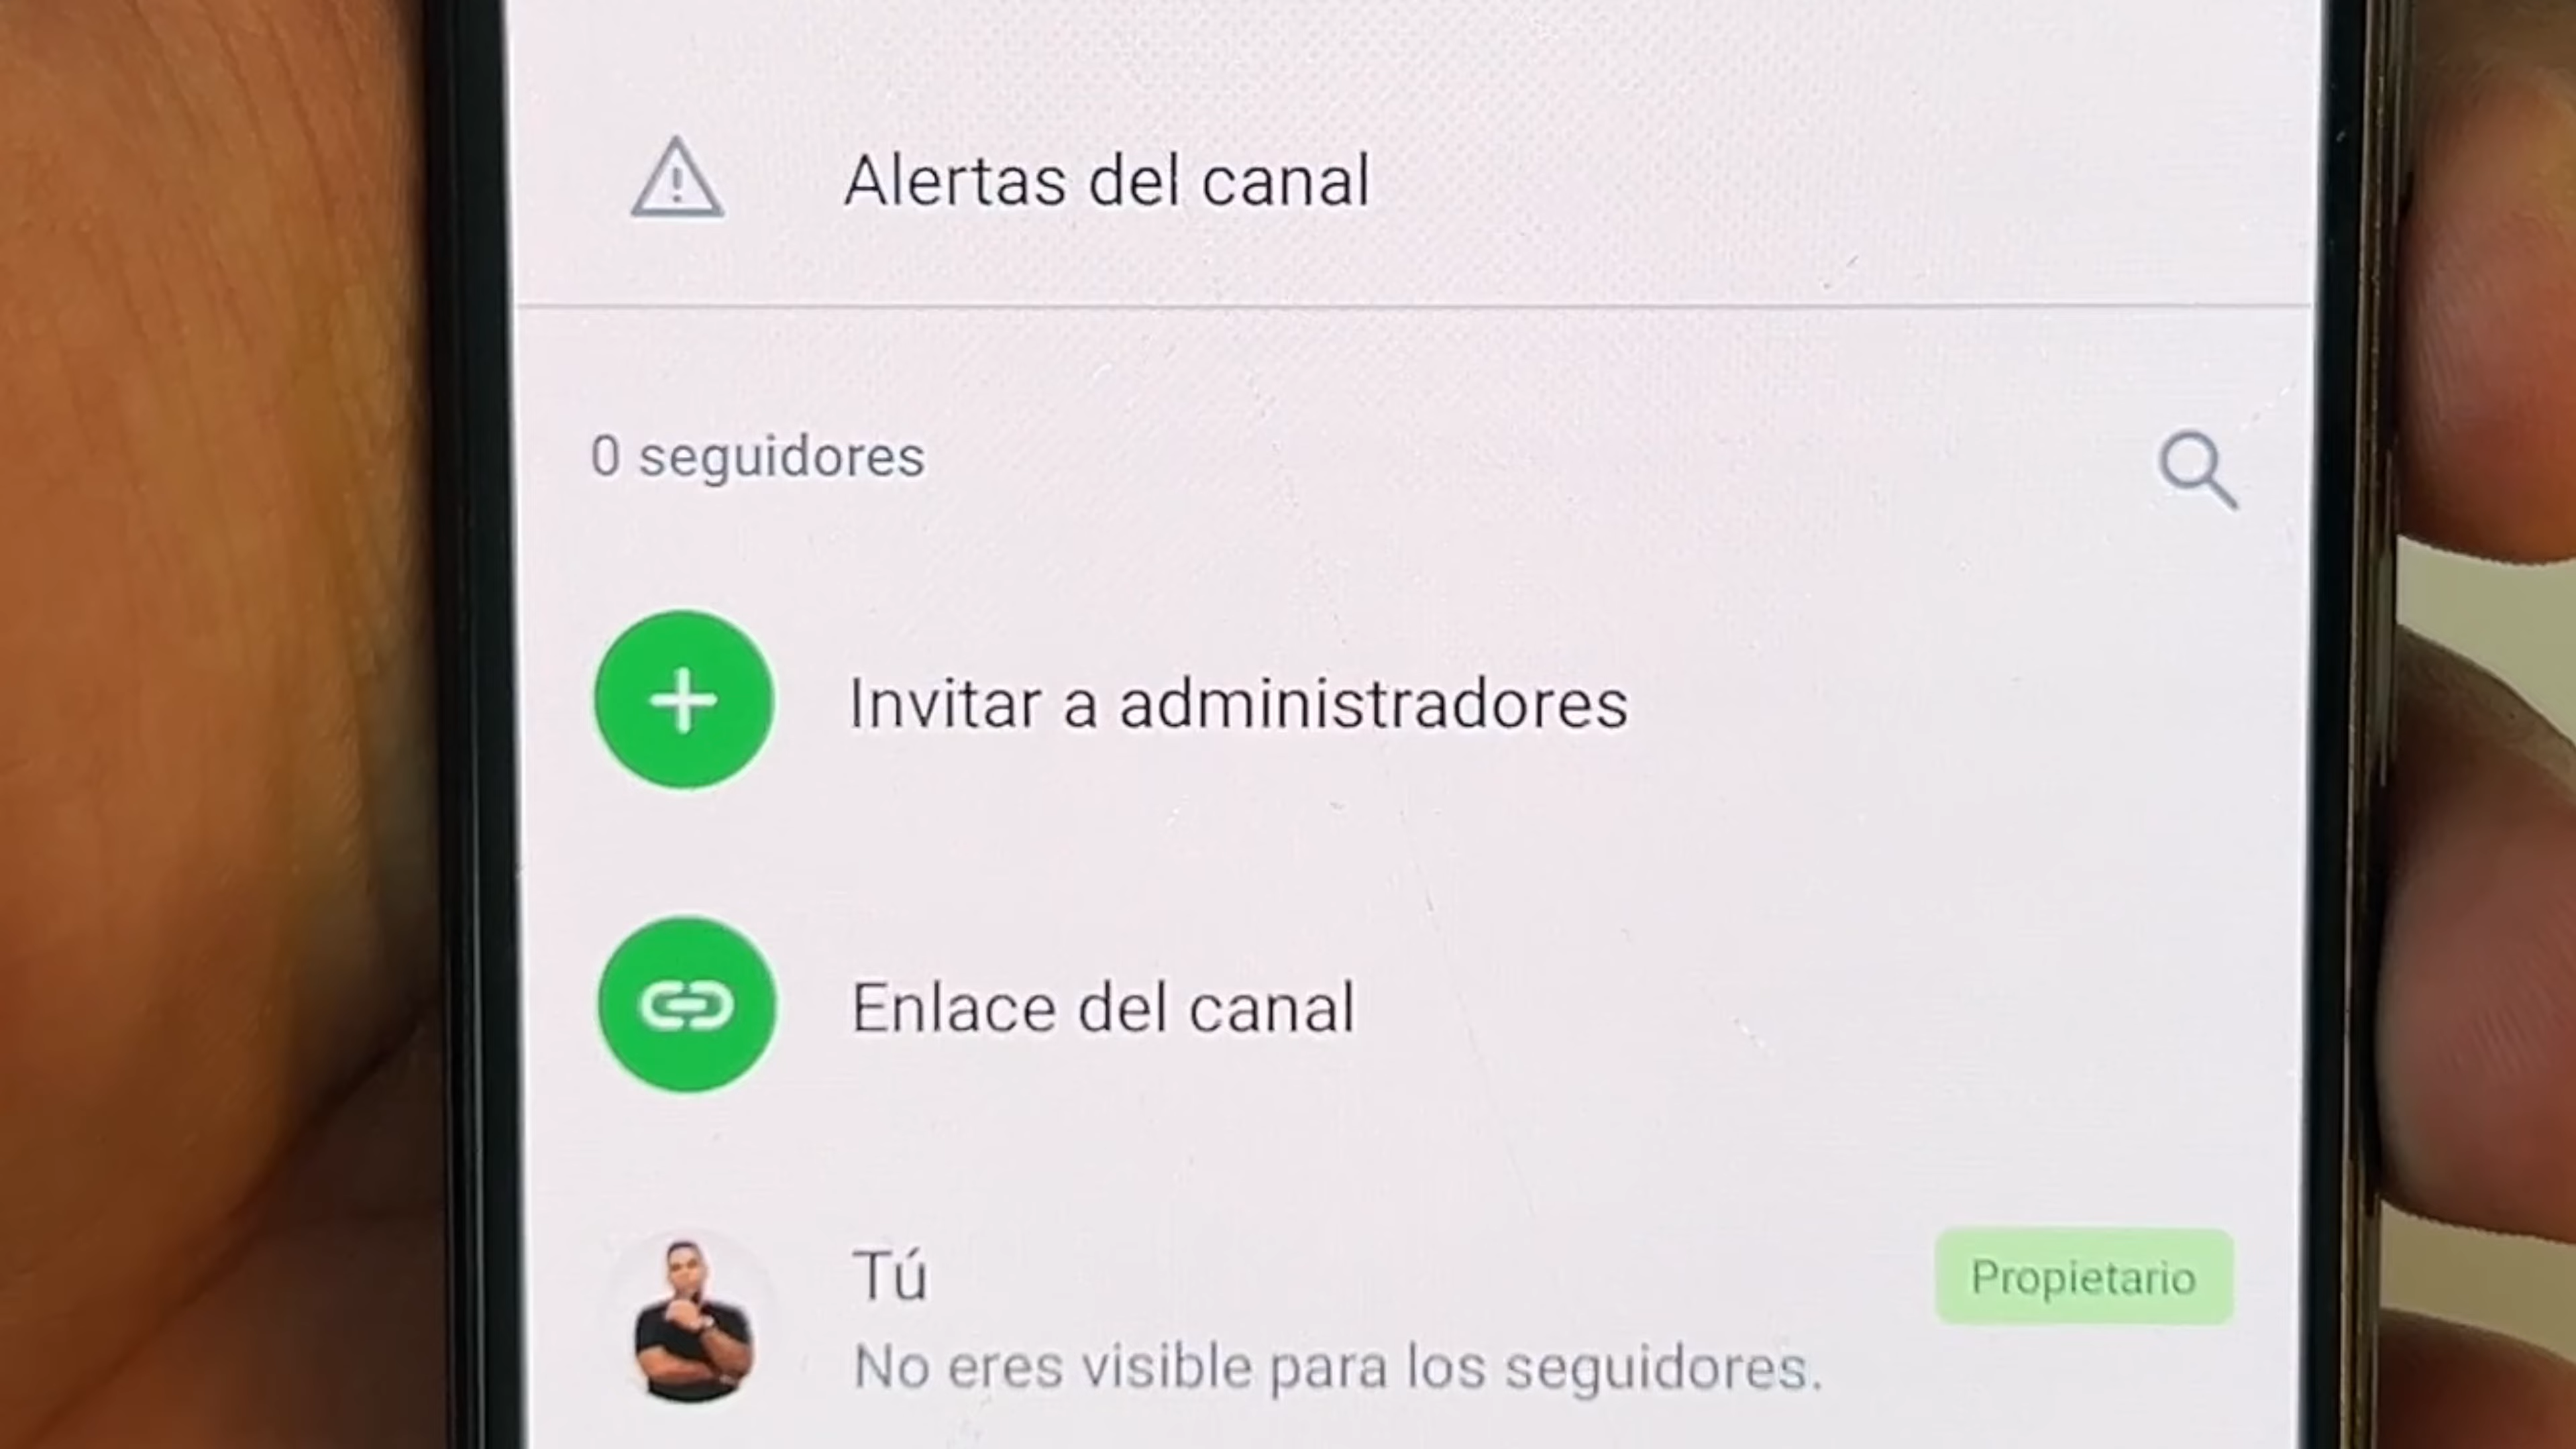 Alertas del canal
0 seguidores
Invitar a administradores
Enlace del canal
Tú
Propietario
No eres visible para los seguidores.